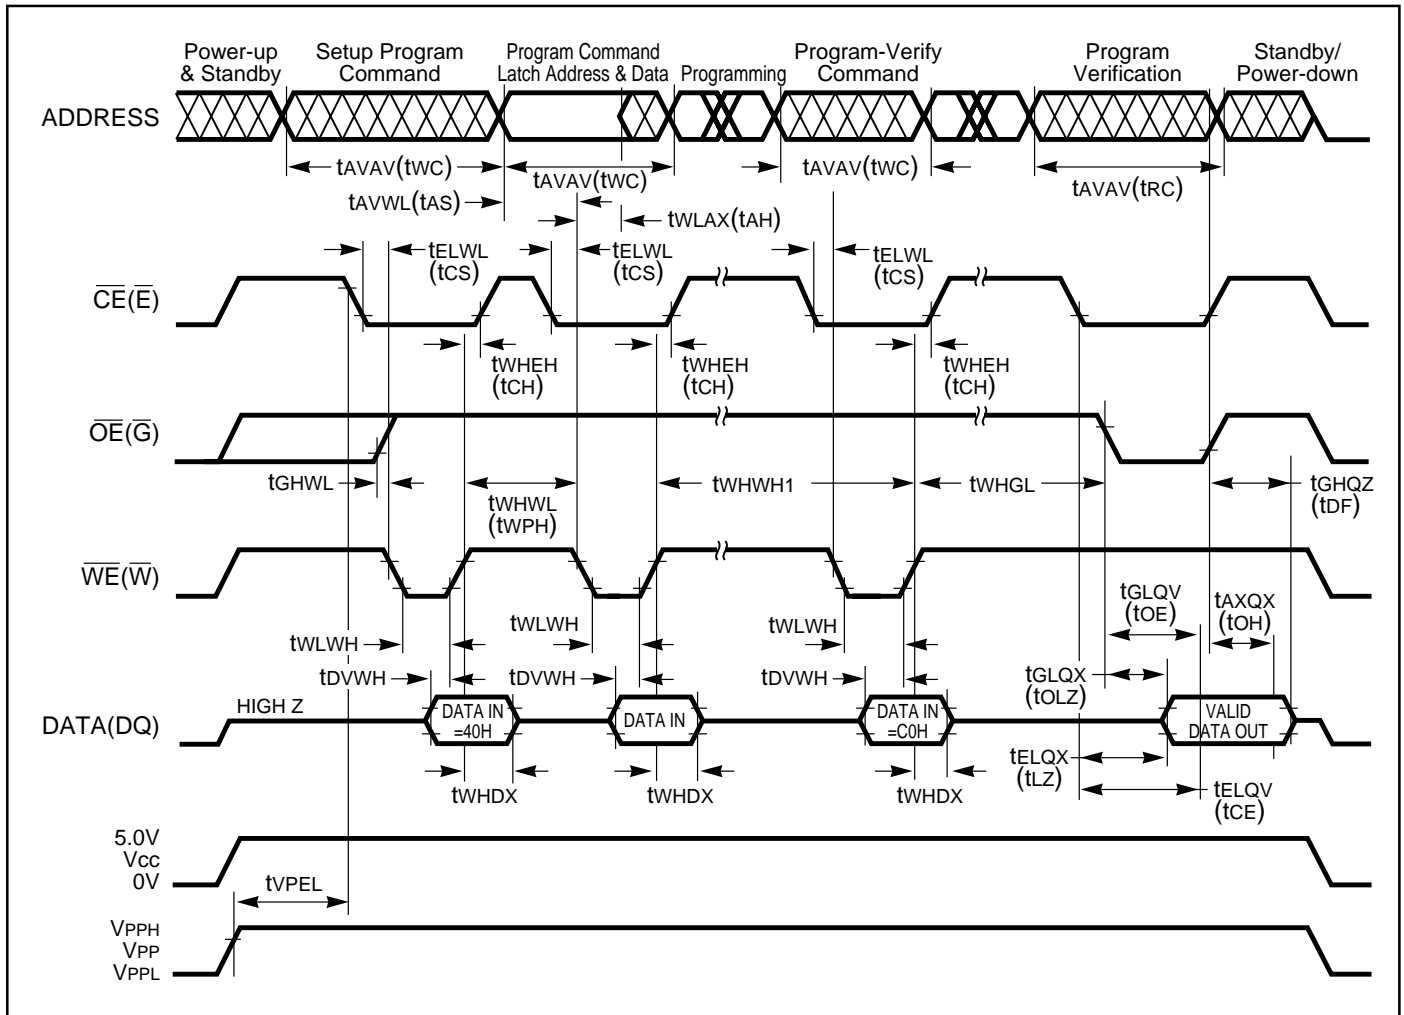 Power-up & Standby
Setup Program Command
Program Command Latch Address & Data
Programming
Program-Verify Command
Program Verification
Standby/ Power-down
ADDRESS
tAVAV(tWC)
tAVAV(tWC)
tAVAV(tWC)
tAVAV(tRC)
tAVWL(tAS)
tWLAX(tAH)
tELWL (tCS)
tELWL (tCS)
tELWL (tCS)
CE(E)
tWHEH (tCH)
tWHEH (tCH)
tWHEH (tCH)
OE(G)
tGHWL
tWHWL (tWPH)
tWHWH1
tWHGL
tGHQZ (tDF)
WE(W)
tWLWH
tWLWH
tWLWH
tGLQV (tOE)
tAXQX (tOH)
tDVWH
tDVWH
tDVWH
tGLQX (tOLZ)
DATA(DQ)
HIGH Z
DATA IN =40H
DATA IN
DATA IN =C0H
VALID DATA OUT
tWHDX
tWHDX
tWHDX
tELQX (tLZ)
tELQV (tCE)
5.0V
VCC
0V
tVPEL
VPPH
VPP
VPPL